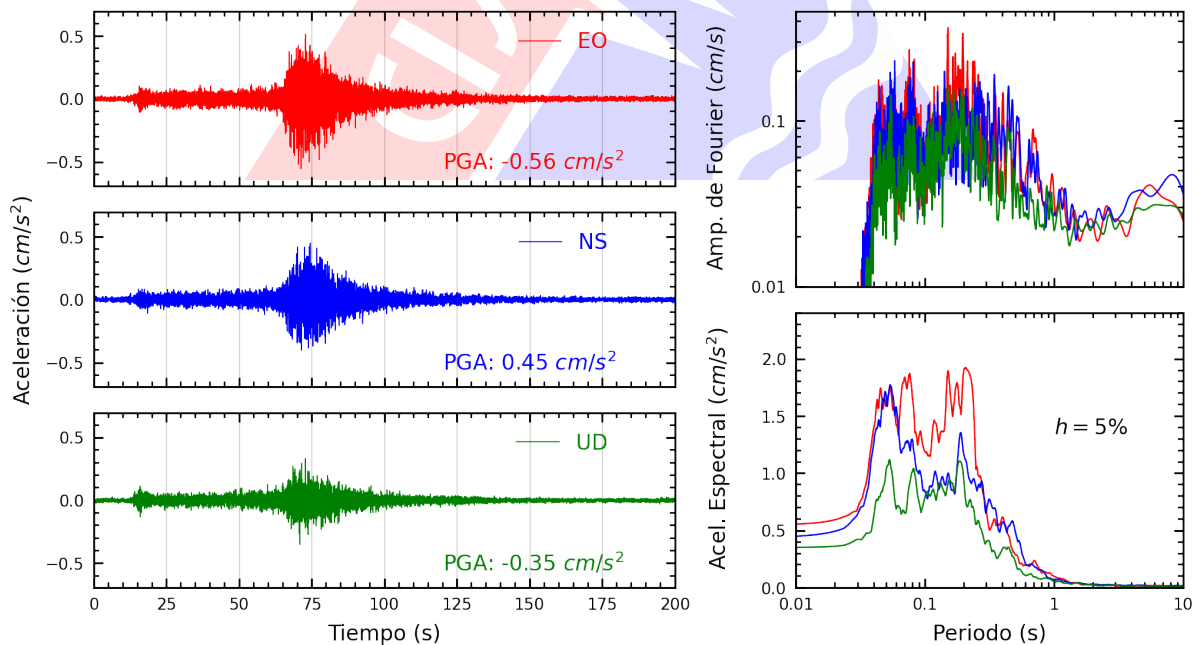 Aceleración (cm/s²)
0.5
0.0
−0.5
EO
PGA: -0.56 cm/s²
0.5
0.0
−0.5
NS
PGA: 0.45 cm/s²
0.5
0.0
−0.5
UD
PGA: -0.35 cm/s²
0 25 50 75 100 125 150 175 200
Tiempo (s)
Amp. de Fourier (cm/s)
0.1
0.01
Acel. Espectral (cm/s²)
2.0
1.5
1.0
0.5
0.0
h = 5%
0.01 0.1 1 10
Periodo (s)